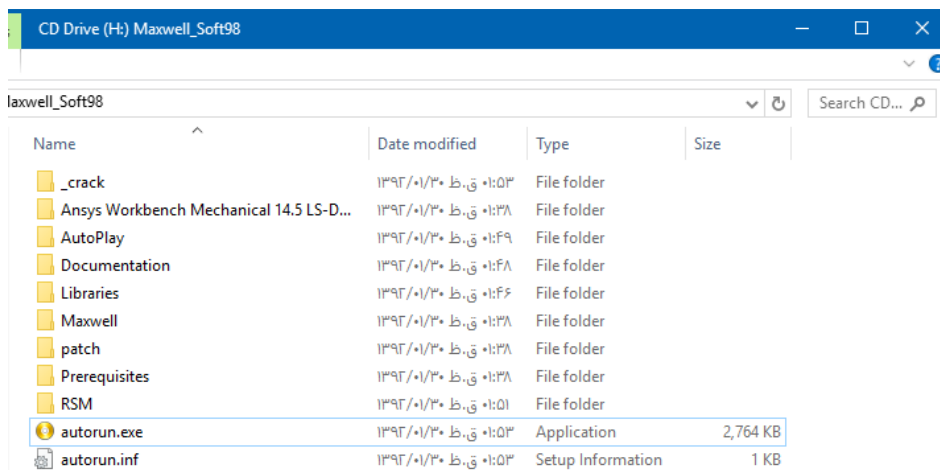 CD Drive (H:) Maxwell_Soft98
laxwell_Soft98 Search CD...
Name Date modified Type Size
_crack ۱۳۹۲/۰۱/۳۰ ق.ظ ۰۱:۵۳ File folder
Ansys Workbench Mechanical 14.5 LS-D... ۱۳۹۲/۰۱/۳۰ ق.ظ ۰۱:۳۸ File folder
AutoPlay ۱۳۹۲/۰۱/۳۰ ق.ظ ۰۱:۴۹ File folder
Documentation ۱۳۹۲/۰۱/۳۰ ق.ظ ۰۱:۴۸ File folder
Libraries ۱۳۹۲/۰۱/۳۰ ق.ظ ۰۱:۴۶ File folder
Maxwell ۱۳۹۲/۰۱/۳۰ ق.ظ ۰۱:۳۸ File folder
patch ۱۳۹۲/۰۱/۳۰ ق.ظ ۰۱:۳۸ File folder
Prerequisites ۱۳۹۲/۰۱/۳۰ ق.ظ ۰۱:۳۸ File folder
RSM ۱۳۹۲/۰۱/۳۰ ق.ظ ۰۱:۵۱ File folder
autorun.exe ۱۳۹۲/۰۱/۳۰ ق.ظ ۰۱:۵۳ Application 2,764 KB
autorun.inf ۱۳۹۲/۰۱/۳۰ ق.ظ ۰۱:۵۳ Setup Information 1 KB